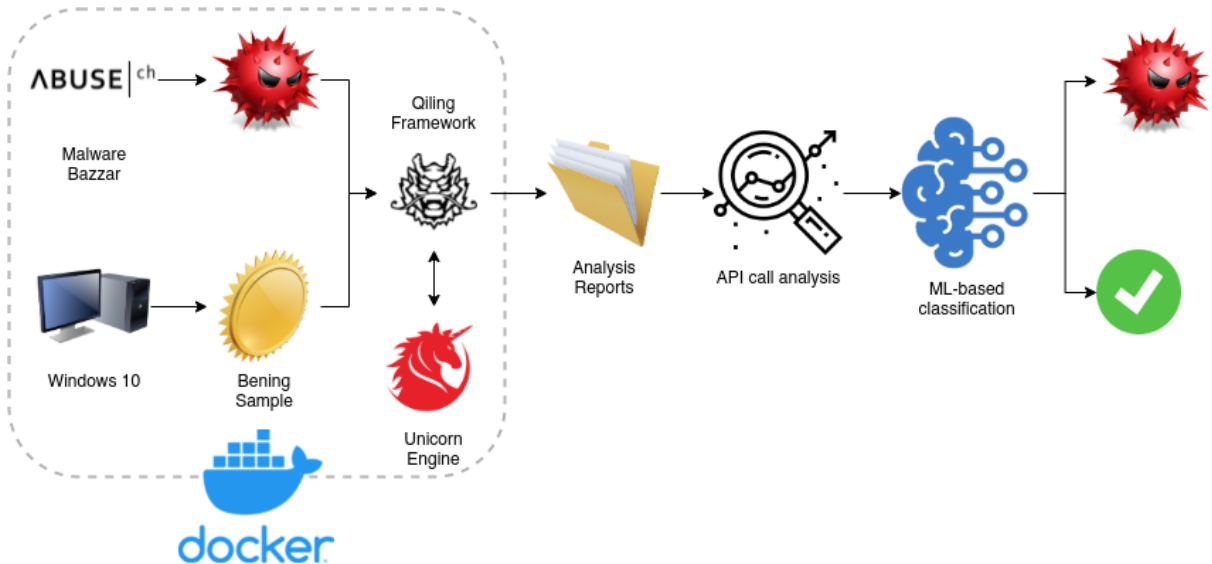 ABUSE|ch
Malware
Bazzar
Windows 10
Bening
Sample
Qiling
Framework
Unicorn
Engine
docker
Analysis
Reports
API call analysis
ML-based
classification